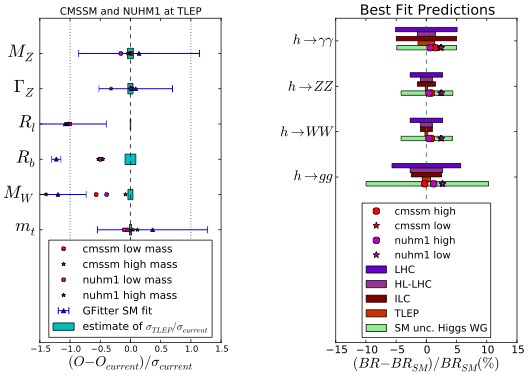 CMSSM and NUHM1 at TLEP
M_Z
Γ_Z
R_l
R_b
M_W
m_t
cmssm low mass
cmssm high mass
nuhm1 low mass
nuhm1 high mass
GFitter SM fit
estimate of σ_TLEP/σ_current
−1.5 −1.0 −0.5 0.0 0.5 1.0 1.5
(O−O_current)/σ_current
Best Fit Predictions
h→γγ
h→ZZ
h→WW
h→gg
cmssm high
cmssm low
nuhm1 high
nuhm1 low
LHC
HL-LHC
ILC
TLEP
SM unc. Higgs WG
−15 −10 −5 0 5 10 15
(BR−BR_SM)/BR_SM(%)